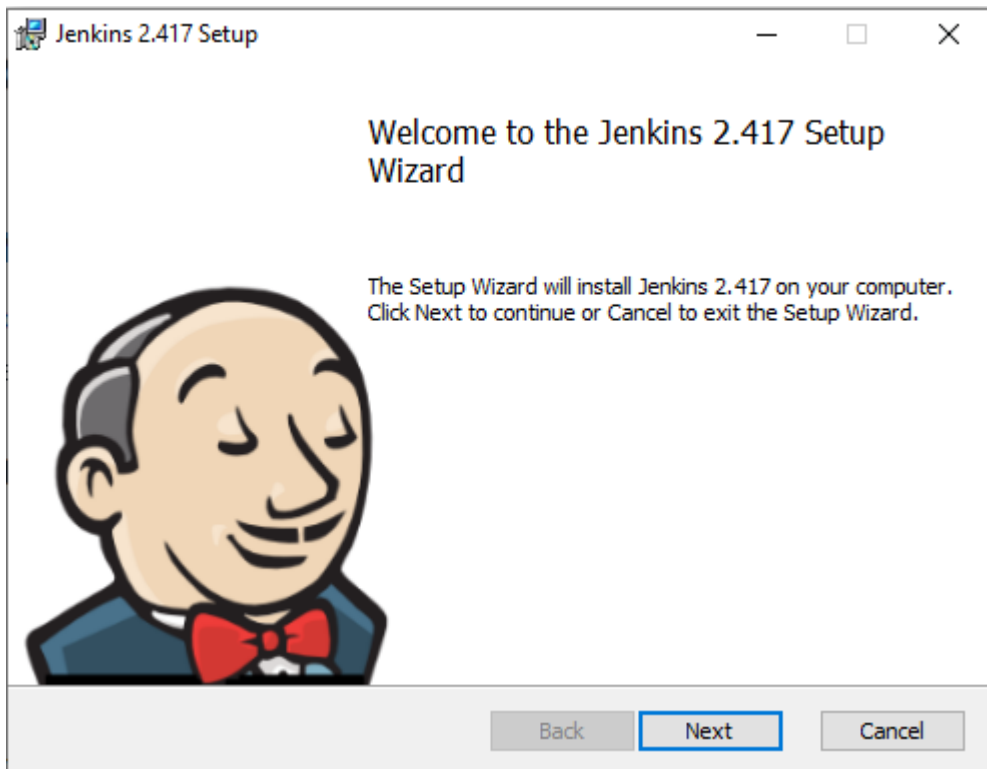 Jenkins 2.417 Setup
Welcome to the Jenkins 2.417 Setup
Wizard
The Setup Wizard will install Jenkins 2.417 on your computer.
Click Next to continue or Cancel to exit the Setup Wizard.
Back
Next
Cancel